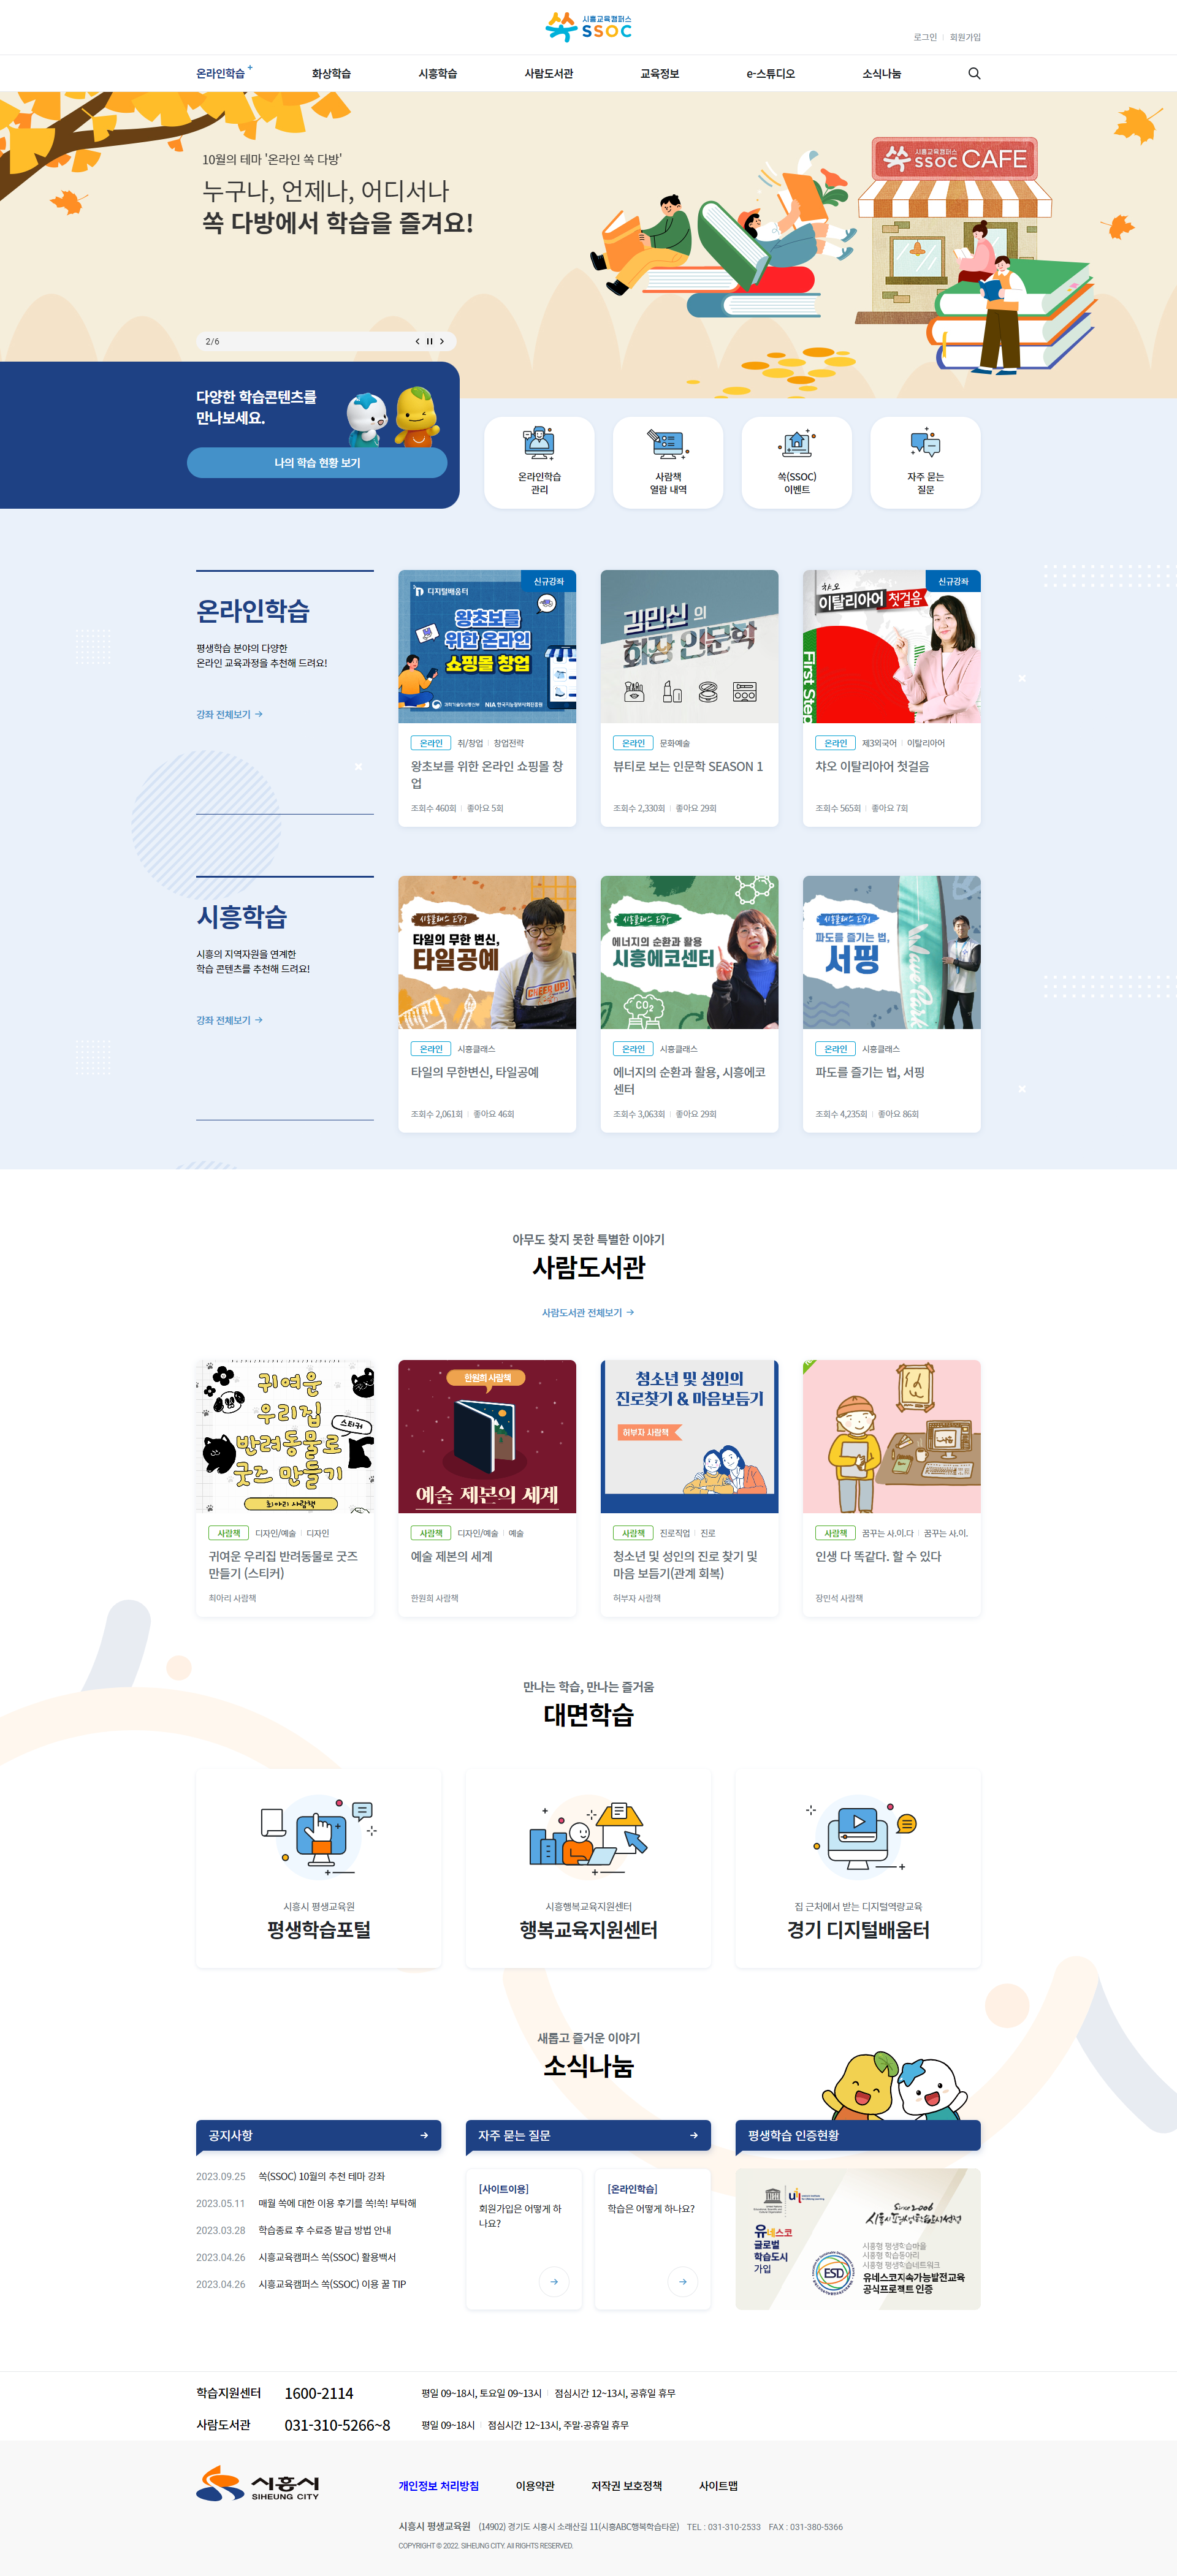 시흥교육캠퍼스
SSOC
로그인 회원가입
온라인학습 화상학습 시흥학습 사람도서관 교육정보 e-스튜디오 소식나눔
10월의 테마 '온라인 쏙 다방'
누구나, 언제나, 어디서나
쏙 다방에서 학습을 즐겨요!
쏙 시흥교육캠퍼스 SSOC CAFE
2/6
다양한 학습콘텐츠를
만나보세요.
나의 학습 현황 보기
온라인학습
관리
사람책
열람 내역
쏙(SSOC)
이벤트
자주 묻는
질문
온라인학습
평생학습 분야의 다양한
온라인 교육과정을 추천해 드려요!
강좌 전체보기
디지털배움터
신규강좌
왕초보를
위한 온라인
쇼핑몰 창업
과학기술정보통신부 NIA 한국지능정보사회진흥원
온라인 취/창업 창업전략
왕초보를 위한 온라인 쇼핑몰 창
업
조회수 460회 좋아요 5회
김민신의
화장 인문학
온라인 문화예술
뷰티로 보는 인문학 SEASON 1
조회수 2,330회 좋아요 29회
신규강좌
챠오
이탈리아어 첫걸음
First Step
온라인 제3외국어 이탈리아어
챠오 이탈리아어 첫걸음
조회수 565회 좋아요 7회
시흥학습
시흥의 지역자원을 연계한
학습 콘텐츠를 추천해 드려요!
강좌 전체보기
시흥클래스 EP3
타일의 무한 변신,
타일공예
CHEER UP!
온라인 시흥클래스
타일의 무한변신, 타일공예
조회수 2,061회 좋아요 46회
시흥클래스 EP5
에너지의 순환과 활용
시흥에코센터
CO2
온라인 시흥클래스
에너지의 순환과 활용, 시흥에코
센터
조회수 3,063회 좋아요 29회
시흥클래스 EP1
파도를 즐기는 법,
서핑
WavePark
온라인 시흥클래스
파도를 즐기는 법, 서핑
조회수 4,235회 좋아요 86회
아무도 찾지 못한 특별한 이야기
사람도서관
사람도서관 전체보기
귀여운
우리집
스티커
반려동물로
굿즈 만들기
최아리 사람책
사람책 디자인/예술 디자인
귀여운 우리집 반려동물로 굿즈
만들기 (스티커)
최아리 사람책
한원희 사람책
예술 제본의 세계
사람책 디자인/예술 예술
예술 제본의 세계
한원희 사람책
청소년 및 성인의
진로찾기 & 마음보듬기
허부자 사람책
사람책 진로직업 진로
청소년 및 성인의 진로 찾기 및
마음 보듬기(관계 회복)
허부자 사람책
사람책 꿈꾸는 사.이.다 꿈꾸는 사.이.
인생 다 똑같다. 할 수 있다
장인석 사람책
만나는 학습, 만나는 즐거움
대면학습
시흥시 평생교육원
평생학습포털
시흥행복교육지원센터
행복교육지원센터
집 근처에서 받는 디지털역량교육
경기 디지털배움터
새롭고 즐거운 이야기
소식나눔
공지사항
2023.09.25 쏙(SSOC) 10월의 추천 테마 강좌
2023.05.11 매월 쏙에 대한 이용 후기를 쏙!쏙! 부탁해
2023.03.28 학습종료 후 수료증 발급 방법 안내
2023.04.26 시흥교육캠퍼스 쏙(SSOC) 활용백서
2023.04.26 시흥교육캠퍼스 쏙(SSOC) 이용 꿀 TIP
자주 묻는 질문
[사이트이용]
회원가입은 어떻게 하
나요?
[온라인학습]
학습은 어떻게 하나요?
평생학습 인증현황
유네스코
글로벌
학습도시
가입
Since 2006
시흥시평생학습도시선정
ESD
시흥형 평생학습마을
시흥형 학습동아리
시흥형 평생학습네트워크
유네스코지속가능발전교육
공식프로젝트 인증
학습지원센터 1600-2114 평일 09~18시, 토요일 09~13시 점심시간 12~13시, 공휴일 휴무
사람도서관 031-310-5266~8 평일 09~18시 점심시간 12~13시, 주말·공휴일 휴무
시흥시
SIHEUNG CITY
개인정보 처리방침 이용약관 저작권 보호정책 사이트맵
시흥시 평생교육원 (14902) 경기도 시흥시 소래산길 11(시흥ABC행복학습타운) TEL : 031-310-2533 FAX : 031-380-5366
COPYRIGHT © 2022. SIHEUNG CITY. All RIGHTS RESERVED.